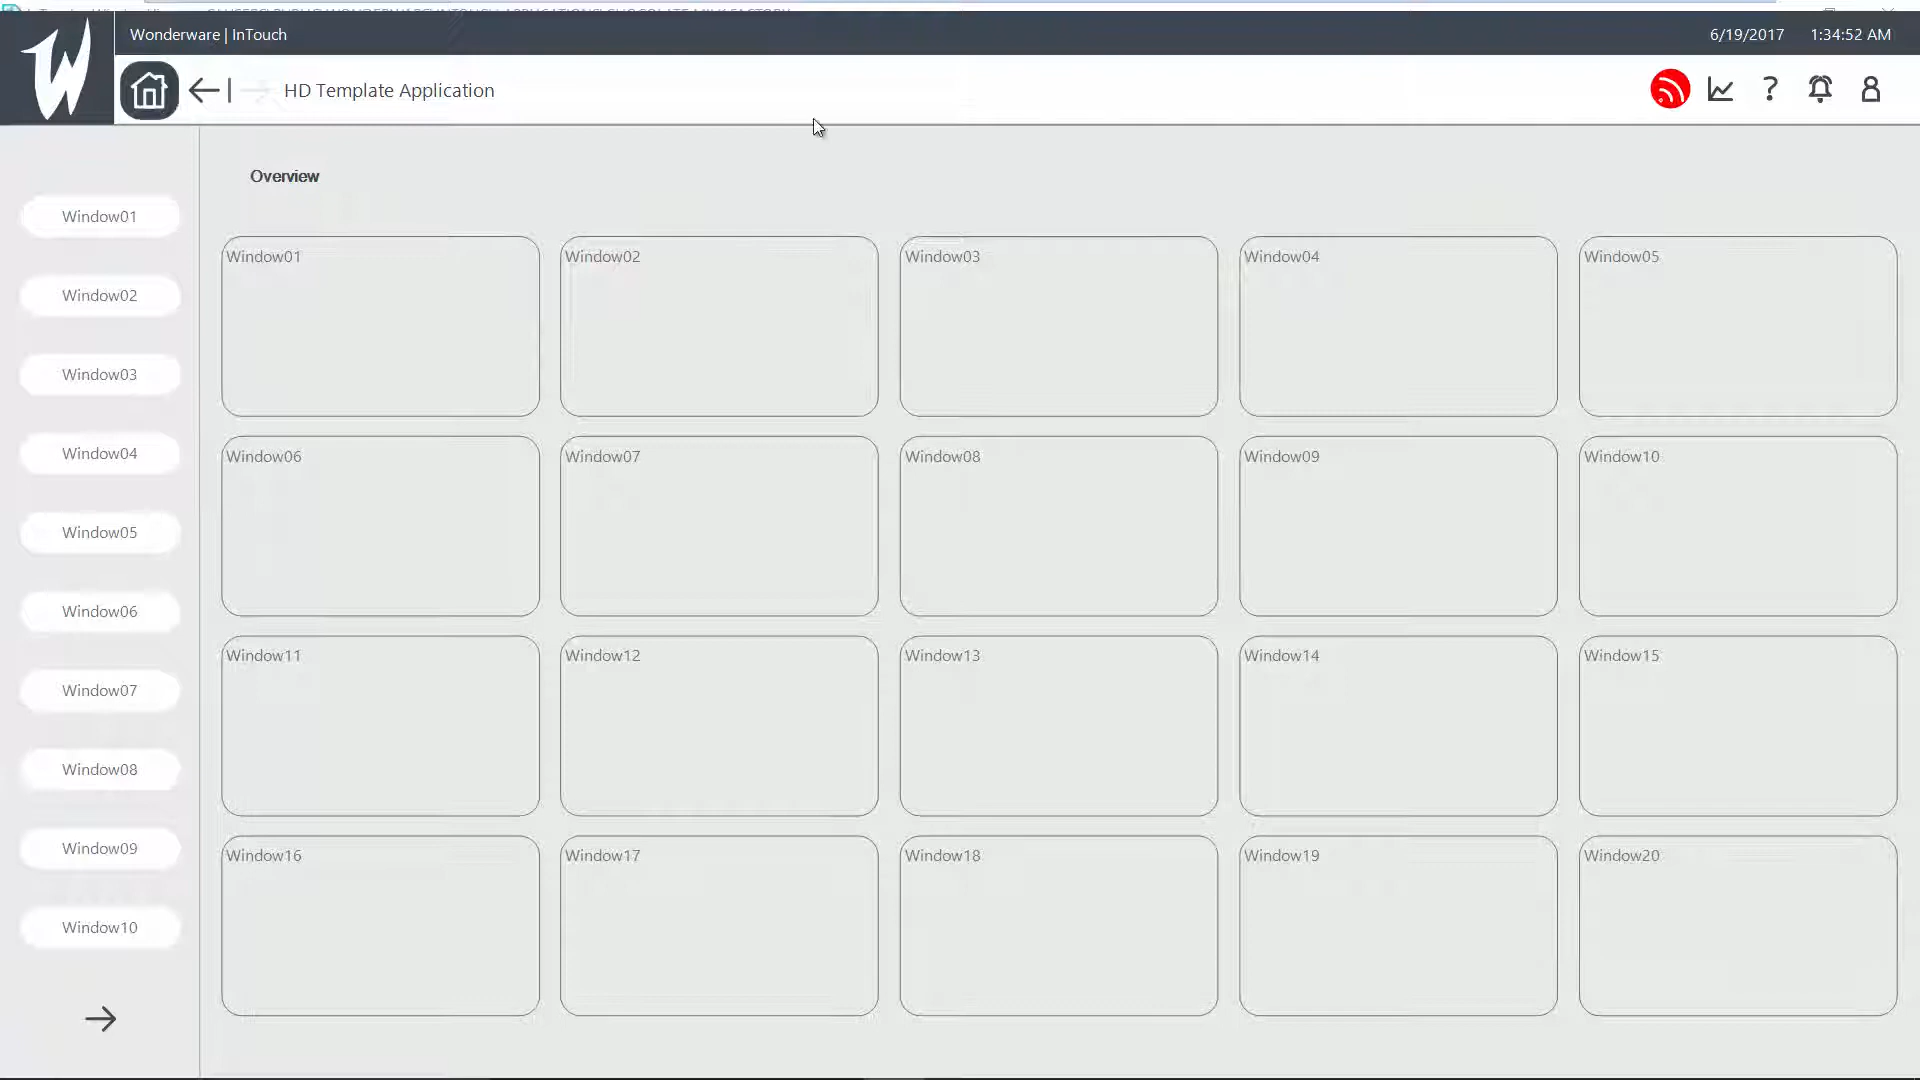 Wonderware | InTouch
6/19/2017 1:34:52 AM
HD Template Application
?
Overview
Window01
Window02
Window03
Window04
Window05
Window06
Window07
Window08
Window09
Window10
Window01 Window02 Window03 Window04 Window05
Window06 Window07 Window08 Window09 Window10
Window11 Window12 Window13 Window14 Window15
Window16 Window17 Window18 Window19 Window20